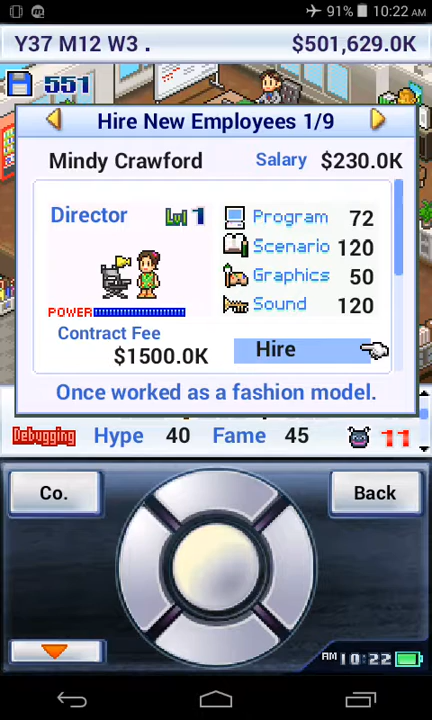 91% 10:22 AM
Y37 M12 W3 . $501,629.0K
551
Hire New Employees 1/9
Mindy Crawford Salary $230.0K
Director Lvl 1
Program 72
Scenario 120
Graphics 50
Sound 120
POWER
Contract Fee
$1500.0K
Hire
Once worked as a fashion model.
Debugging Hype 40 Fame 45 11
Co. Back
AM 10:22